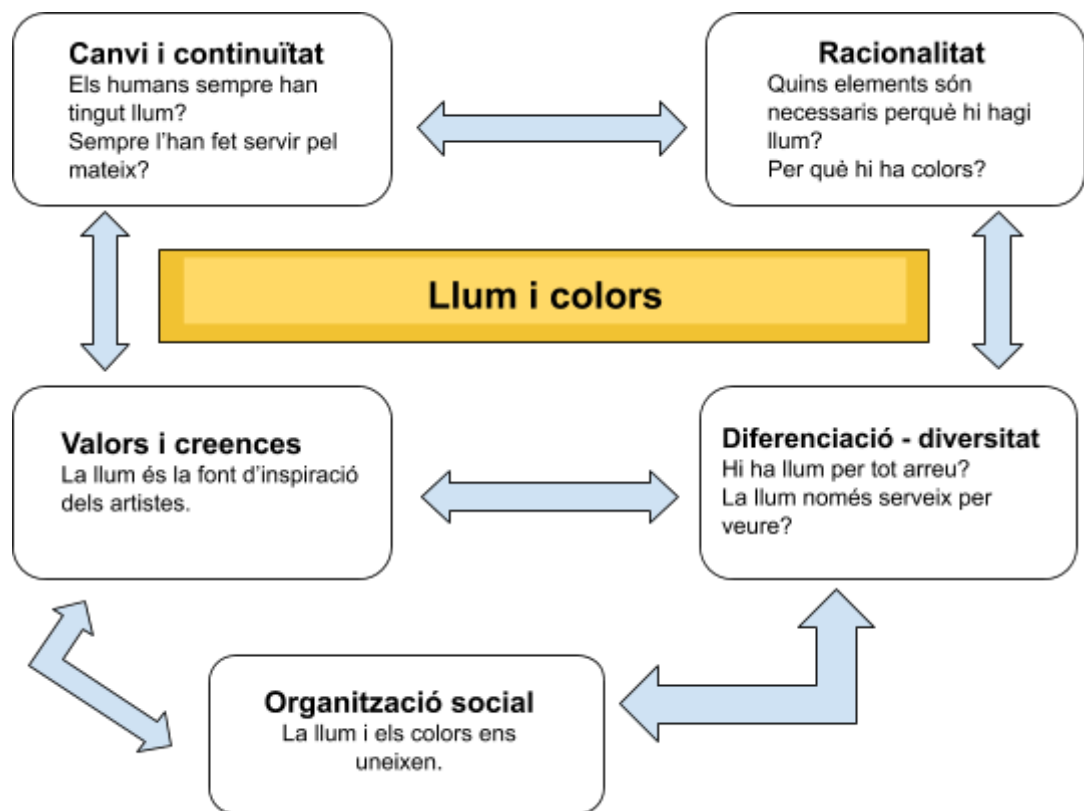 Canvi i continuïtat
Els humans sempre han
tingut llum?
Sempre l'han fet servir pel
mateix?
Racionalitat
Quins elements són
necessaris perquè hi hagi
llum?
Per què hi ha colors?
Llum i colors
Valors i creences
La llum és la font d'inspiració
dels artistes.
Diferenciació - diversitat
Hi ha llum per tot arreu?
La llum només serveix per
veure?
Organització social
La llum i els colors ens
uneixen.